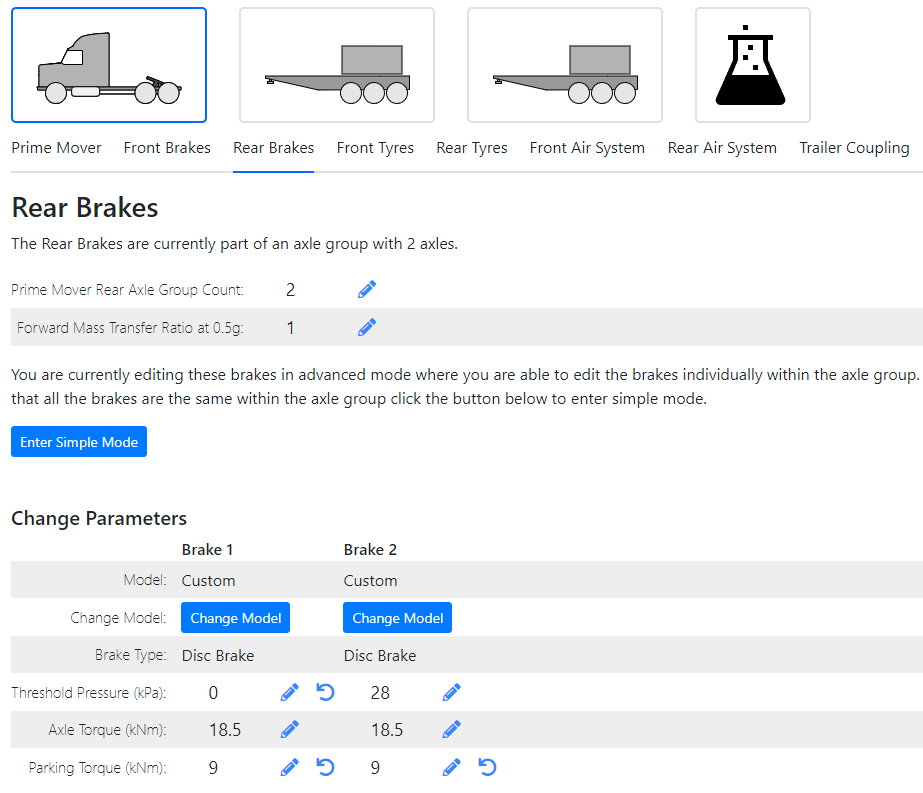 Prime Mover Front Brakes Rear Brakes Front Tyres Rear Tyres Front Air System Rear Air System Trailer Coupling
Rear Brakes
The Rear Brakes are currently part of an axle group with 2 axles.
Prime Mover Rear Axle Group Count: 2
Forward Mass Transfer Ratio at 0.5g: 1
You are currently editing these brakes in advanced mode where you are able to edit the brakes individually within the axle group.
that all the brakes are the same within the axle group click the button below to enter simple mode.
Enter Simple Mode
Change Parameters
Brake 1 Brake 2
Model: Custom Custom
Change Model: Change Model Change Model
Brake Type: Disc Brake Disc Brake
Threshold Pressure (kPa): 0 28
Axle Torque (kNm): 18.5 18.5
Parking Torque (kNm): 9 9